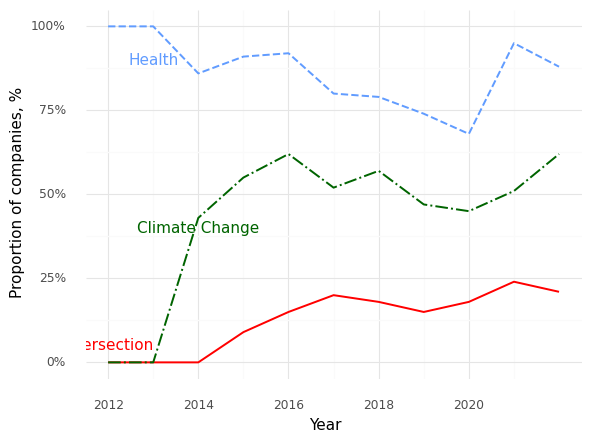 100%
Health
75%
Proportion of companies, %
50%
Climate Change
25%
ersection
0%
2012 2014 2016 2018 2020
Year